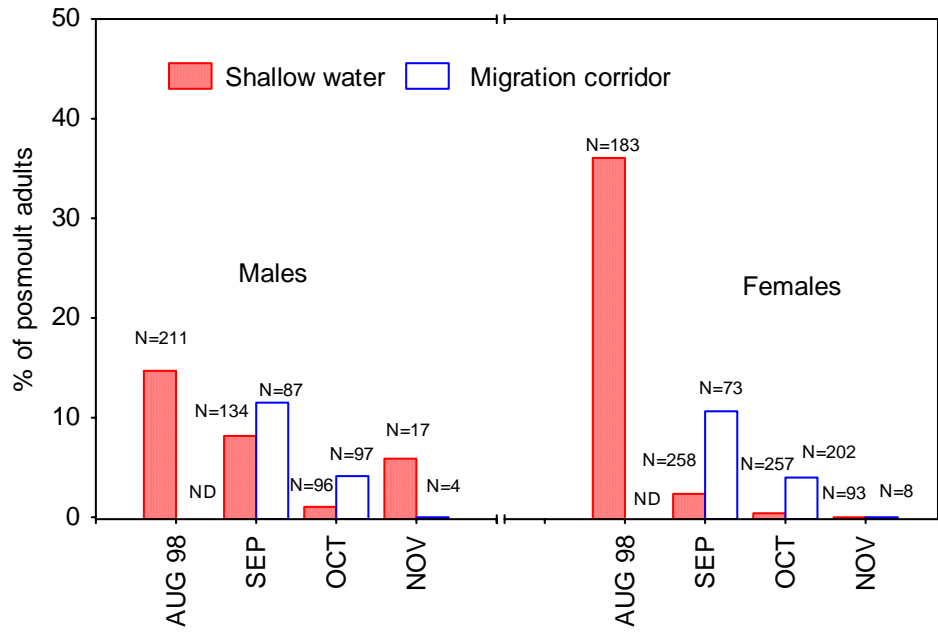 % of posmoult adults
50
40
30
20
10
0
Shallow water Migration corridor
Males
N=211
ND
N=134
N=87
N=96
N=97
N=17
N=4
AUG 98
SEP
OCT
NOV
Females
N=183
ND
N=258
N=73
N=257
N=202
N=93
N=8
AUG 98
SEP
OCT
NOV